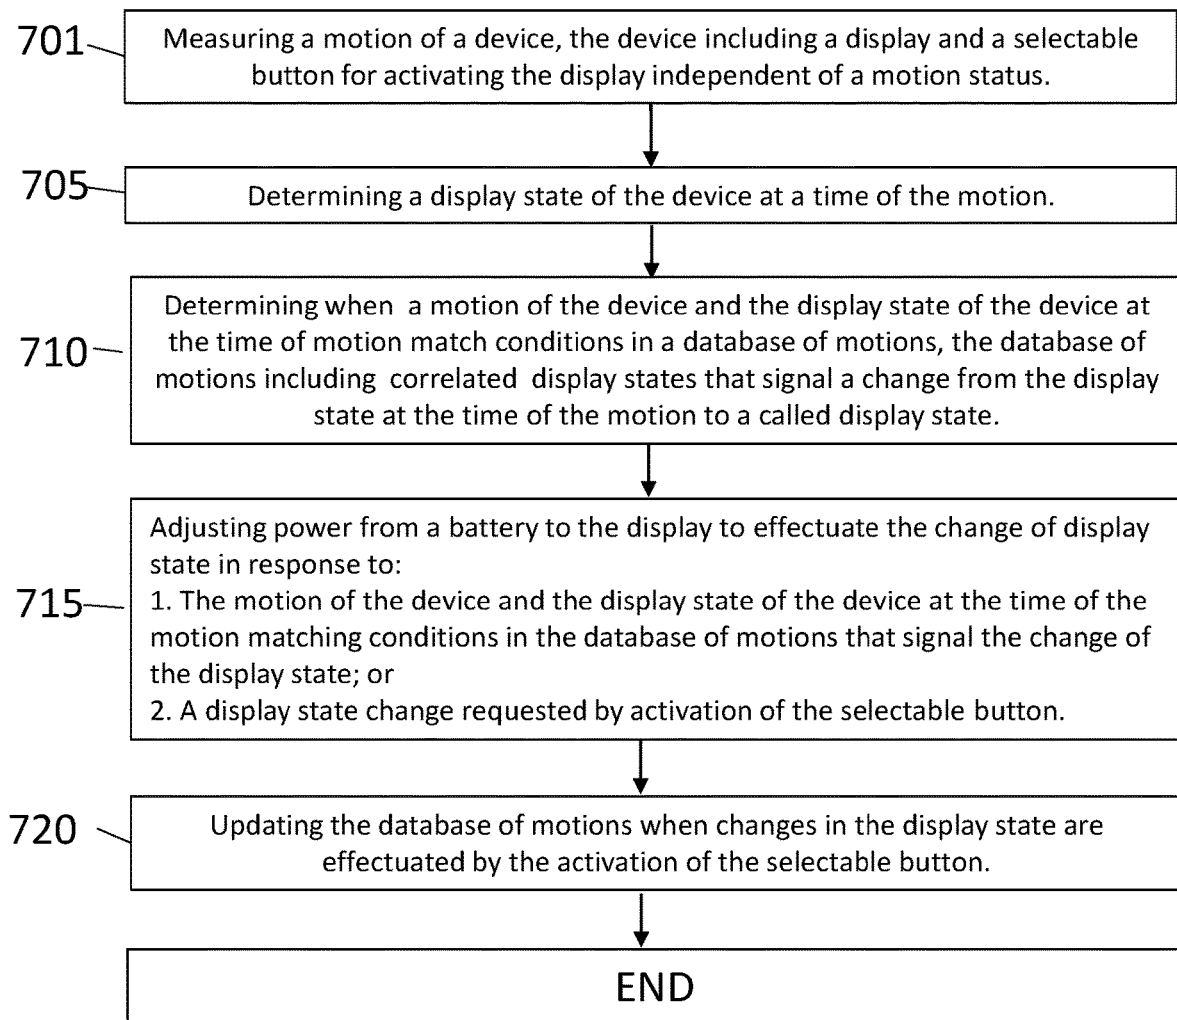 701
Measuring a motion of a device, the device including a display and a selectable
button for activating the display independent of a motion status.
705
Determining a display state of the device at a time of the motion.
710
Determining when a motion of the device and the display state of the device at
the time of motion match conditions in a database of motions, the database of
motions including correlated display states that signal a change from the display
state at the time of the motion to a called display state.
715
Adjusting power from a battery to the display to effectuate the change of display
state in response to:
1. The motion of the device and the display state of the device at the time of the
motion matching conditions in the database of motions that signal the change of
the display state; or
2. A display state change requested by activation of the selectable button.
720
Updating the database of motions when changes in the display state are
effectuated by the activation of the selectable button.
END